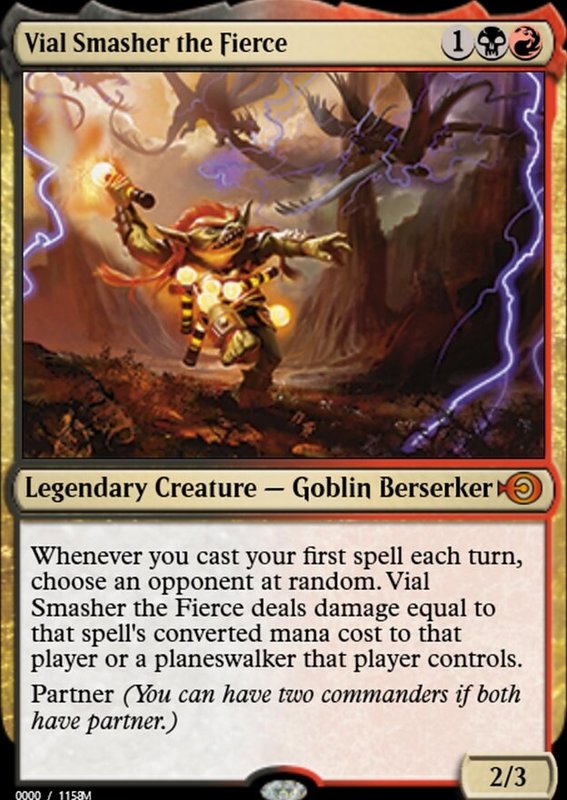 Vial Smasher the Fierce 1
Legendary Creature — Goblin Berserker
Whenever you cast your first spell each turn,
choose an opponent at random. Vial
Smasher the Fierce deals damage equal to
that spell's converted mana cost to that
player or a planeswalker that player controls.
Partner (You can have two commanders if both
have partner.)
2/3
0000 / 1158M